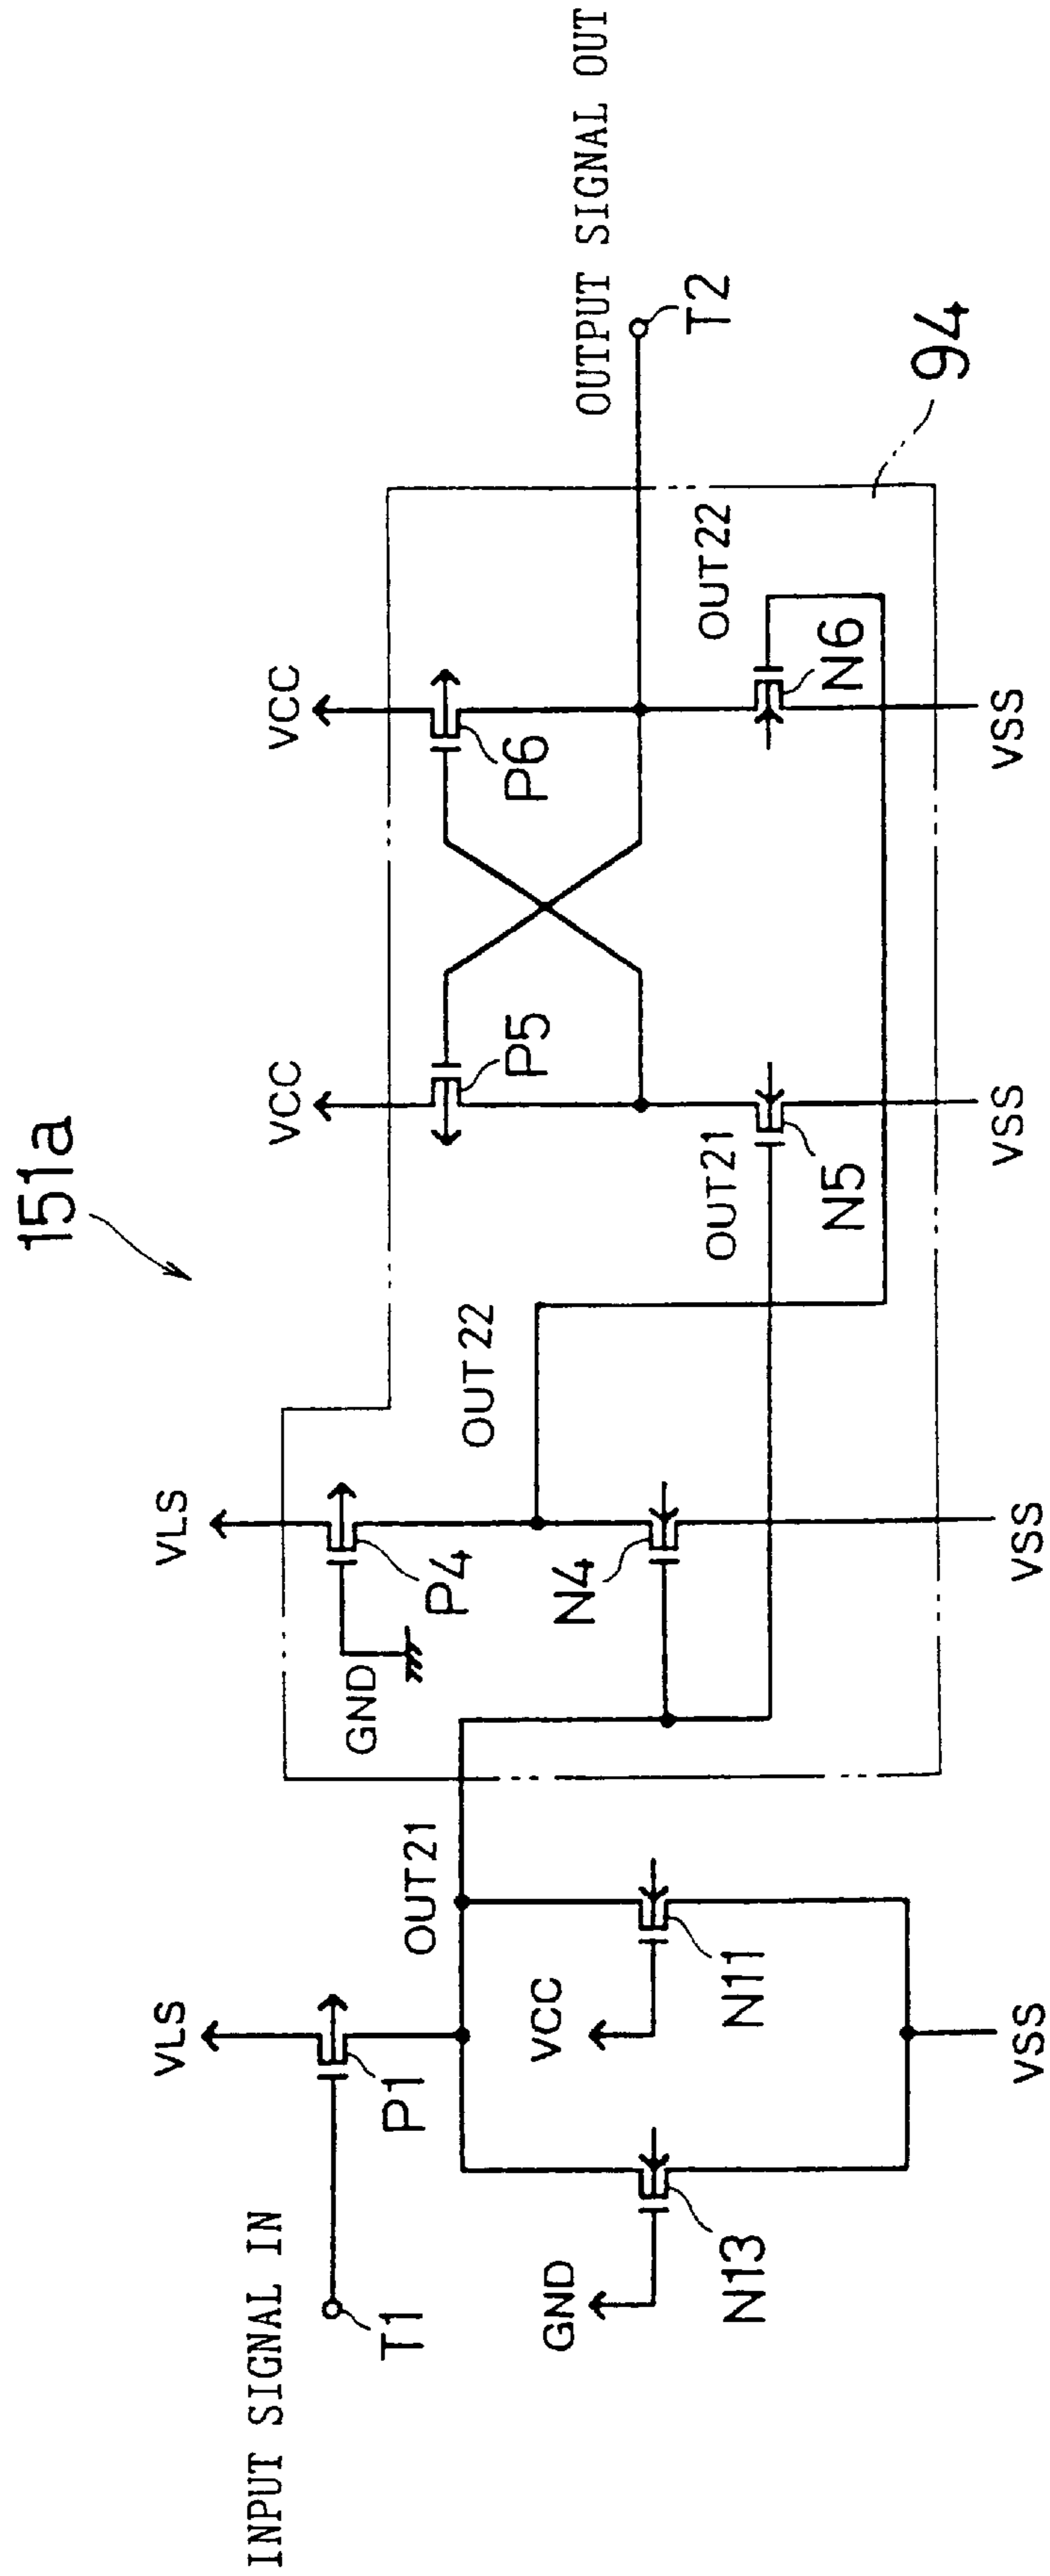 151a
VLS
VLS
VCC
VCC
INPUT SIGNAL IN
T1
P1
OUT21
GND
P4
OUT22
P5
P6
OUTPUT SIGNAL OUT
T2
GND
N13
VCC
N11
N4
OUT21
N5
OUT22
N6
94
VSS
VSS
VSS
VSS